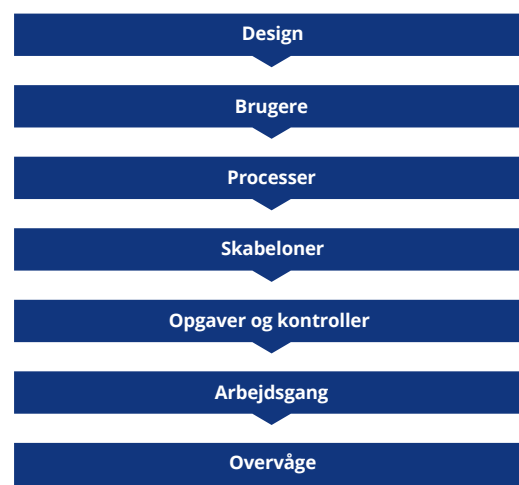 Design
Brugere
Processer
Skabeloner
Opgaver og kontroller
Arbejdsgang
Overvåge